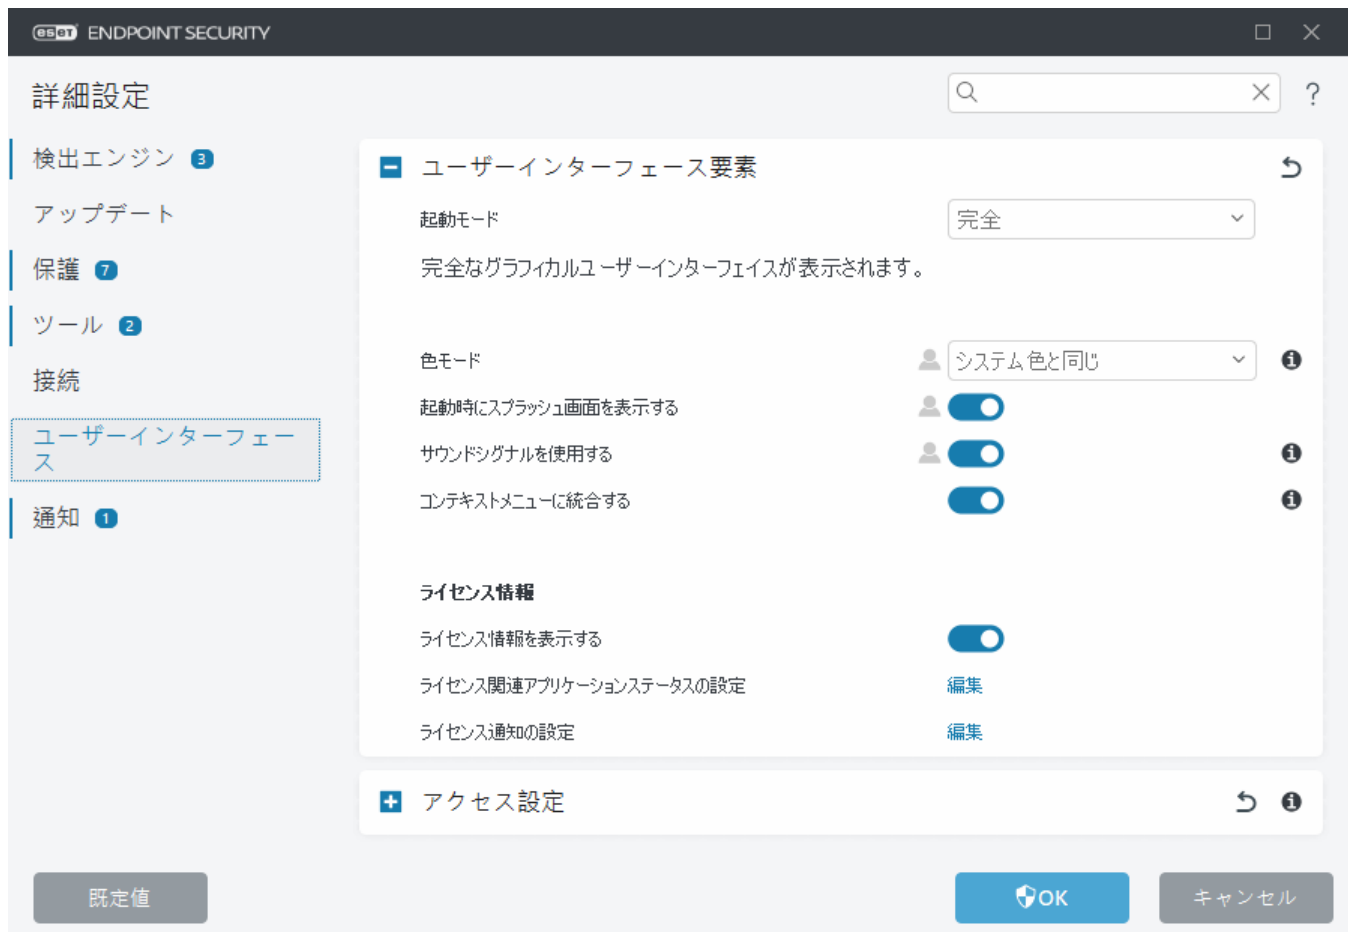 eset ENDPOINT SECURITY
詳細設定
?
検出エンジン 3
アップデート
保護 7
ツール 2
接続
ユーザーインターフェー
ス
通知 1
ユーザーインターフェース要素
起動モード 完全
完全なグラフィカルユーザーインターフェイスが表示されます。
色モード システム色と同じ
起動時にスプラッシュ画面を表示する
サウンドシグナルを使用する
コンテキストメニューに統合する
ライセンス情報
ライセンス情報を表示する
ライセンス関連アプリケーションステータスの設定 編集
ライセンス通知の設定 編集
アクセス設定
既定値
OK
キャンセル